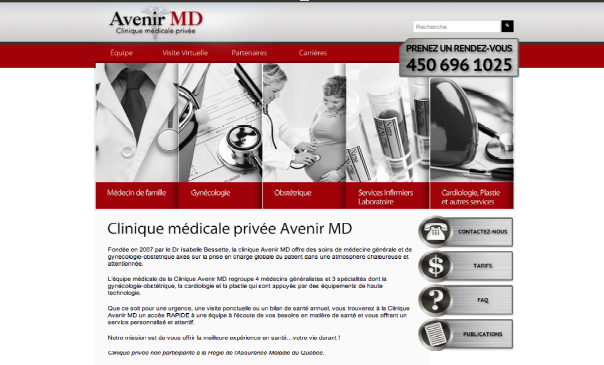 Avenir MD
Clinique médicale privée
Recherche
PRENEZ UN RENDEZ-VOUS
450 696 1025
Équipe Visite Virtuelle Partenaires Carrières
Médecin de famille
Gynécologie
Obstétrique
Services Infirmiers
Laboratoire
Cardiologie, Plastie
et autres services
Clinique médicale privée Avenir MD
Fondée en 2007 par le Dr Isabelle Bessette, la clinique Avenir MD offre des soins de médecine générale et de
gynécologie-obstétrique axés sur la prise en charge globale du patient dans une atmosphère chaleureuse et
attentionnée.
L'équipe médicale de la Clinique Avenir MD regroupe 4 médecins généralistes et 3 spécialités dont la
gynécologie-obstétrique, la cardiologie et la plastie qui sont appuyés par des équipements de haute
technologie.
Que ce soit pour une urgence, une visite ponctuelle ou un bilan de santé annuel, vous trouverez à la Clinique
Avenir MD un accès RAPIDE à une équipe à l'écoute de vos besoins en matière de santé et vous offrant un
service personnalisé et attentif.
Notre mission est de vous offrir la meilleure expérience en santé...votre vie durant !
Clinique privée non participante à la Régie de l'Assurance Maladie du Québec.
CONTACTEZ-NOUS
$ TARIFS
? FAQ
PUBLICATIONS